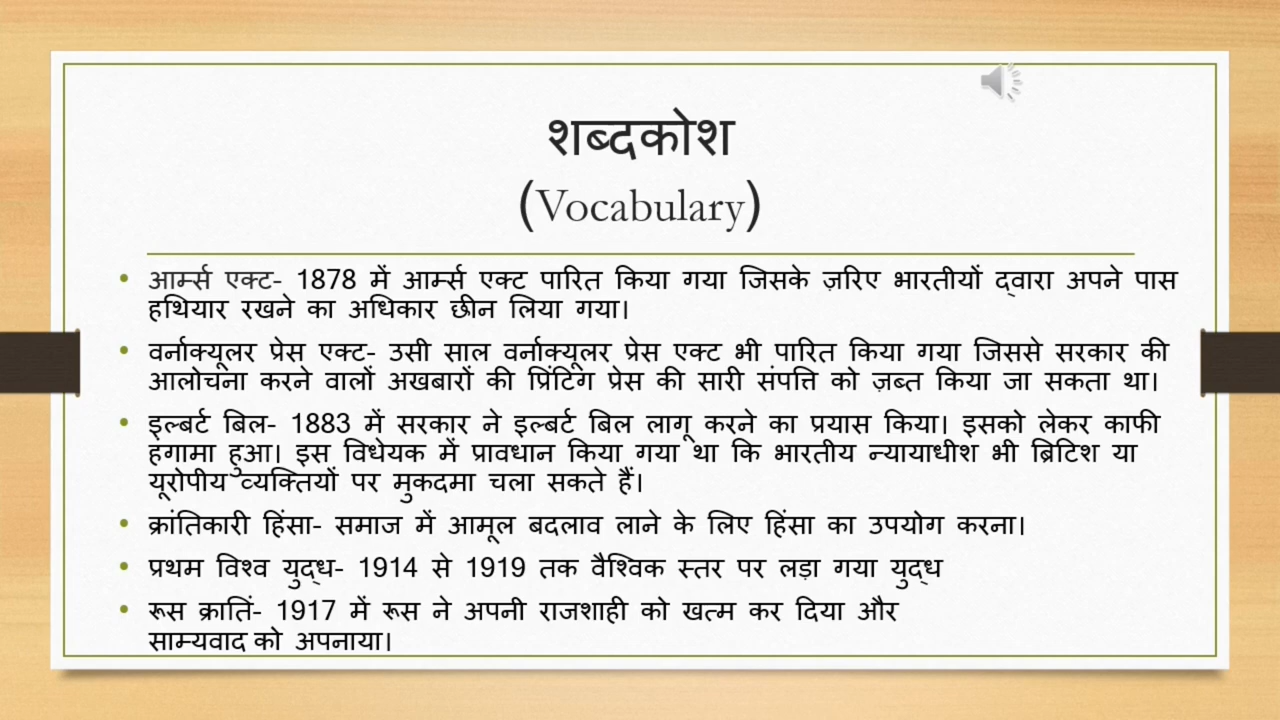 शब्दकोश
(Vocabulary)
• आर्म्स एक्ट- 1878 में आर्म्स एक्ट पारित किया गया जिसके ज़रिए भारतीयों द्वारा अपने पास
हथियार रखने का अधिकार छीन लिया गया।
• वर्नाक्यूलर प्रेस एक्ट- उसी साल वर्नाक्यूलर प्रेस एक्ट भी पारित किया गया जिससे सरकार की
आलोचना करने वालों अखबारों की प्रिंटिंग प्रेस की सारी संपत्ति को ज़ब्त किया जा सकता था।
• इल्बर्ट बिल- 1883 में सरकार ने इल्बर्ट बिल लागू करने का प्रयास किया। इसको लेकर काफी
हंगामा हुआ। इस विधेयक में प्रावधान किया गया था कि भारतीय न्यायाधीश भी ब्रिटिश या
यूरोपीय व्यक्तियों पर मुकदमा चला सकते हैं।
• क्रांतिकारी हिंसा- समाज में आमूल बदलाव लाने के लिए हिंसा का उपयोग करना।
• प्रथम विश्व युद्ध- 1914 से 1919 तक वैश्विक स्तर पर लड़ा गया युद्ध
• रूस क्रातिं- 1917 में रूस ने अपनी राजशाही को खत्म कर दिया और
साम्यवाद को अपनाया।